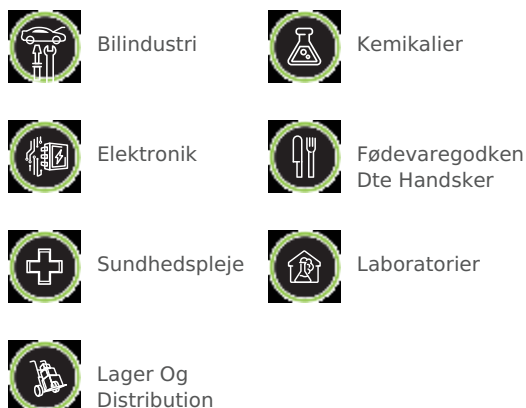 Bilindustri
Kemikalier
Elektronik
Fødevaregodken
Dte Handsker
Sundhedspleje
Laboratorier
Lager Og
Distribution